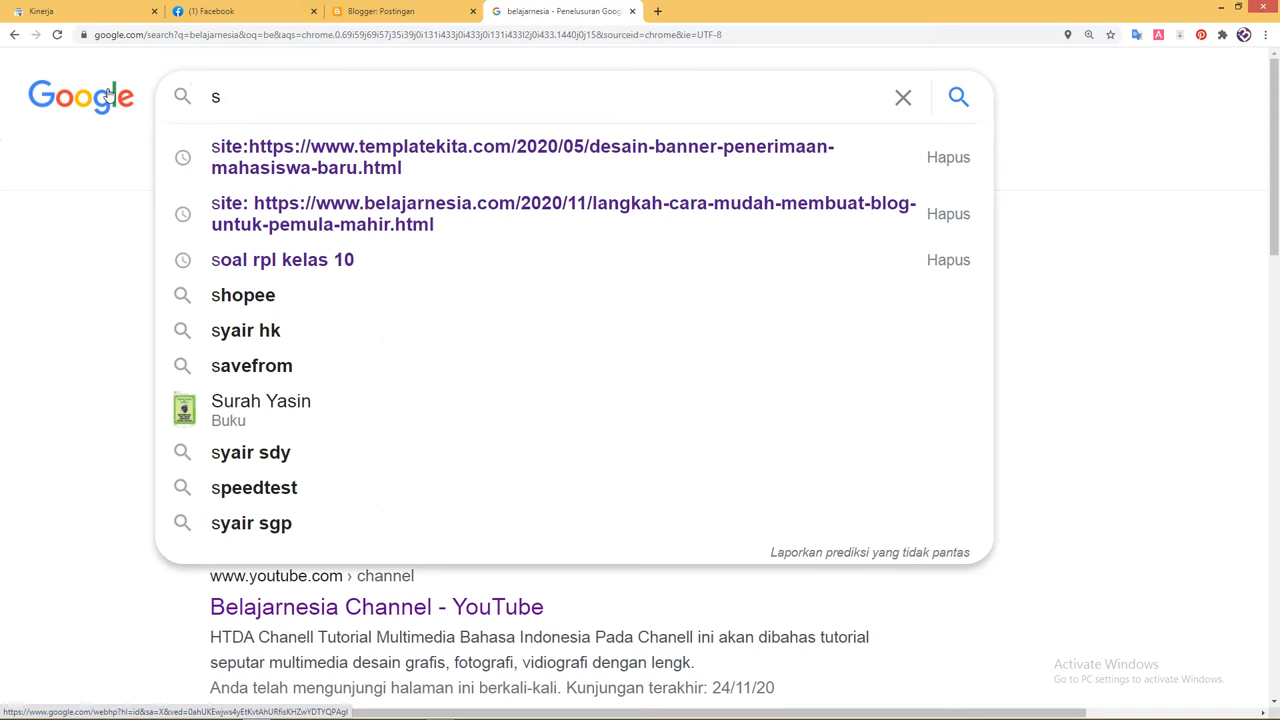 Kinerja
(1) Facebook
Blogger: Postingan
belajarnesia - Penelusuran Goog
google.com/search?q=belajarnesia&oq=be&aqs=chrome.0.69i59j69i57j35i39j0i131i433j0i433j0i131i433l2j0i433.1440j0j15&sourceid=chrome&ie=UTF-8
Google
s
site:https://www.templatekita.com/2020/05/desain-banner-penerimaan-
mahasiswa-baru.html
Hapus
site: https://www.belajarnesia.com/2020/11/langkah-cara-mudah-membuat-blog-
untuk-pemula-mahir.html
Hapus
soal rpl kelas 10
Hapus
shopee
syair hk
savefrom
Surah Yasin
Buku
syair sdy
speedtest
syair sgp
Laporkan prediksi yang tidak pantas
www.youtube.com › channel
Belajarnesia Channel - YouTube
HTDA Chanell Tutorial Multimedia Bahasa Indonesia Pada Chanell ini akan dibahas tutorial
seputar multimedia desain grafis, fotografi, vidiografi dengan lengk.
Anda telah mengunjungi halaman ini berkali-kali. Kunjungan terakhir: 24/11/20
Activate Windows
Go to PC settings to activate Windows.